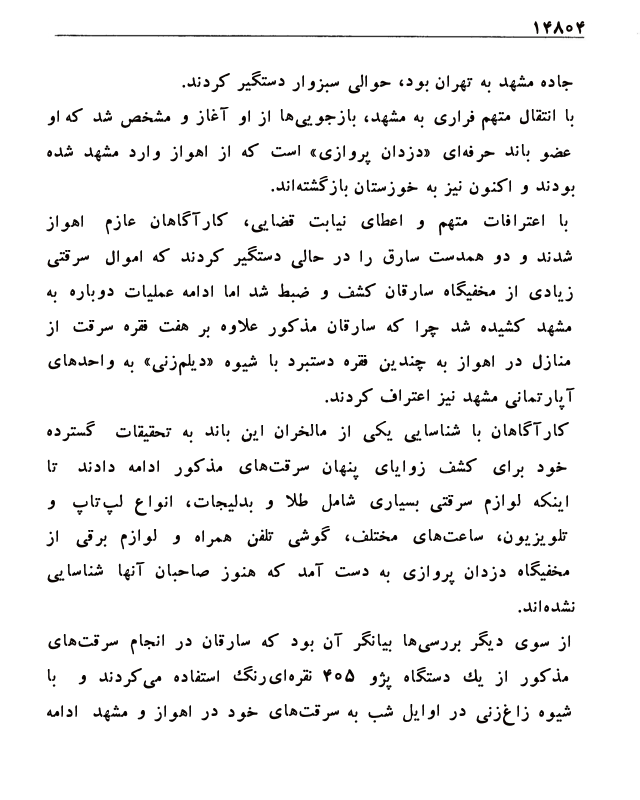 ۱۴۸۰۴
جاده مشهد به تهران بود، حوالی سبزوار دستگیر کردند.
با انتقال متهم فراری به مشهد، بازجویی‌ها از او آغاز و مشخص شد که او
عضو باند حرفه‌ای «دزدان پروازی» است که از اهواز وارد مشهد شده
بودند و اکنون نیز به خوزستان بازگشته‌اند.
با اعترافات متهم و اعطای نیابت قضایی، کارآگاهان عازم اهواز
شدند و دو همدست سارق را در حالی دستگیر کردند که اموال سرقتی
زیادی از مخفیگاه سارقان کشف و ضبط شد اما ادامه عملیات دوباره به
مشهد کشیده شد چرا که سارقان مذکور علاوه بر هفت فقره سرقت از
منازل در اهواز به چندین فقره دستبرد با شیوه «دیلم‌زنی» به واحدهای
آپارتمانی مشهد نیز اعتراف کردند.
کارآگاهان با شناسایی یکی از مالخران این باند به تحقیقات گسترده
خود برای کشف زوایای پنهان سرقت‌های مذکور ادامه دادند تا
اینکه لوازم سرقتی بسیاری شامل طلا و بدلیجات، انواع لپ‌تاپ و
تلویزیون، ساعت‌های مختلف، گوشی تلفن همراه و لوازم برقی از
مخفیگاه دزدان پروازی به دست آمد که هنوز صاحبان آنها شناسایی
نشده‌اند.
از سوی دیگر بررسی‌ها بیانگر آن بود که سارقان در انجام سرقت‌های
مذکور از یك دستگاه پژو ۴۰۵ نقره‌ای‌رنگ استفاده می‌کردند و با
شیوه زاغ‌زنی در اوایل شب به سرقت‌های خود در اهواز و مشهد ادامه